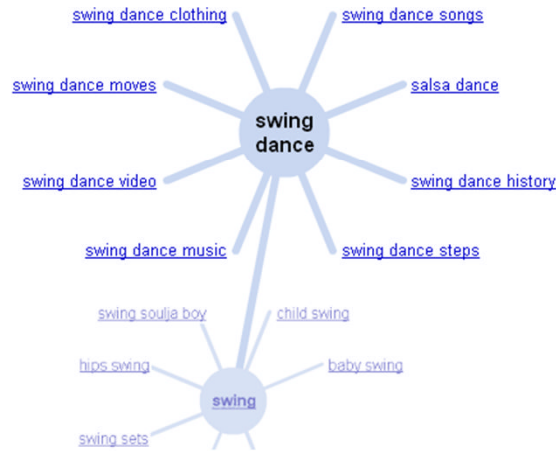 swing dance clothing
swing dance songs
swing dance moves
salsa dance
swing
dance
swing dance video
swing dance history
swing dance music
swing dance steps
swing soulja boy
child swing
hips swing
baby swing
swing
swing sets